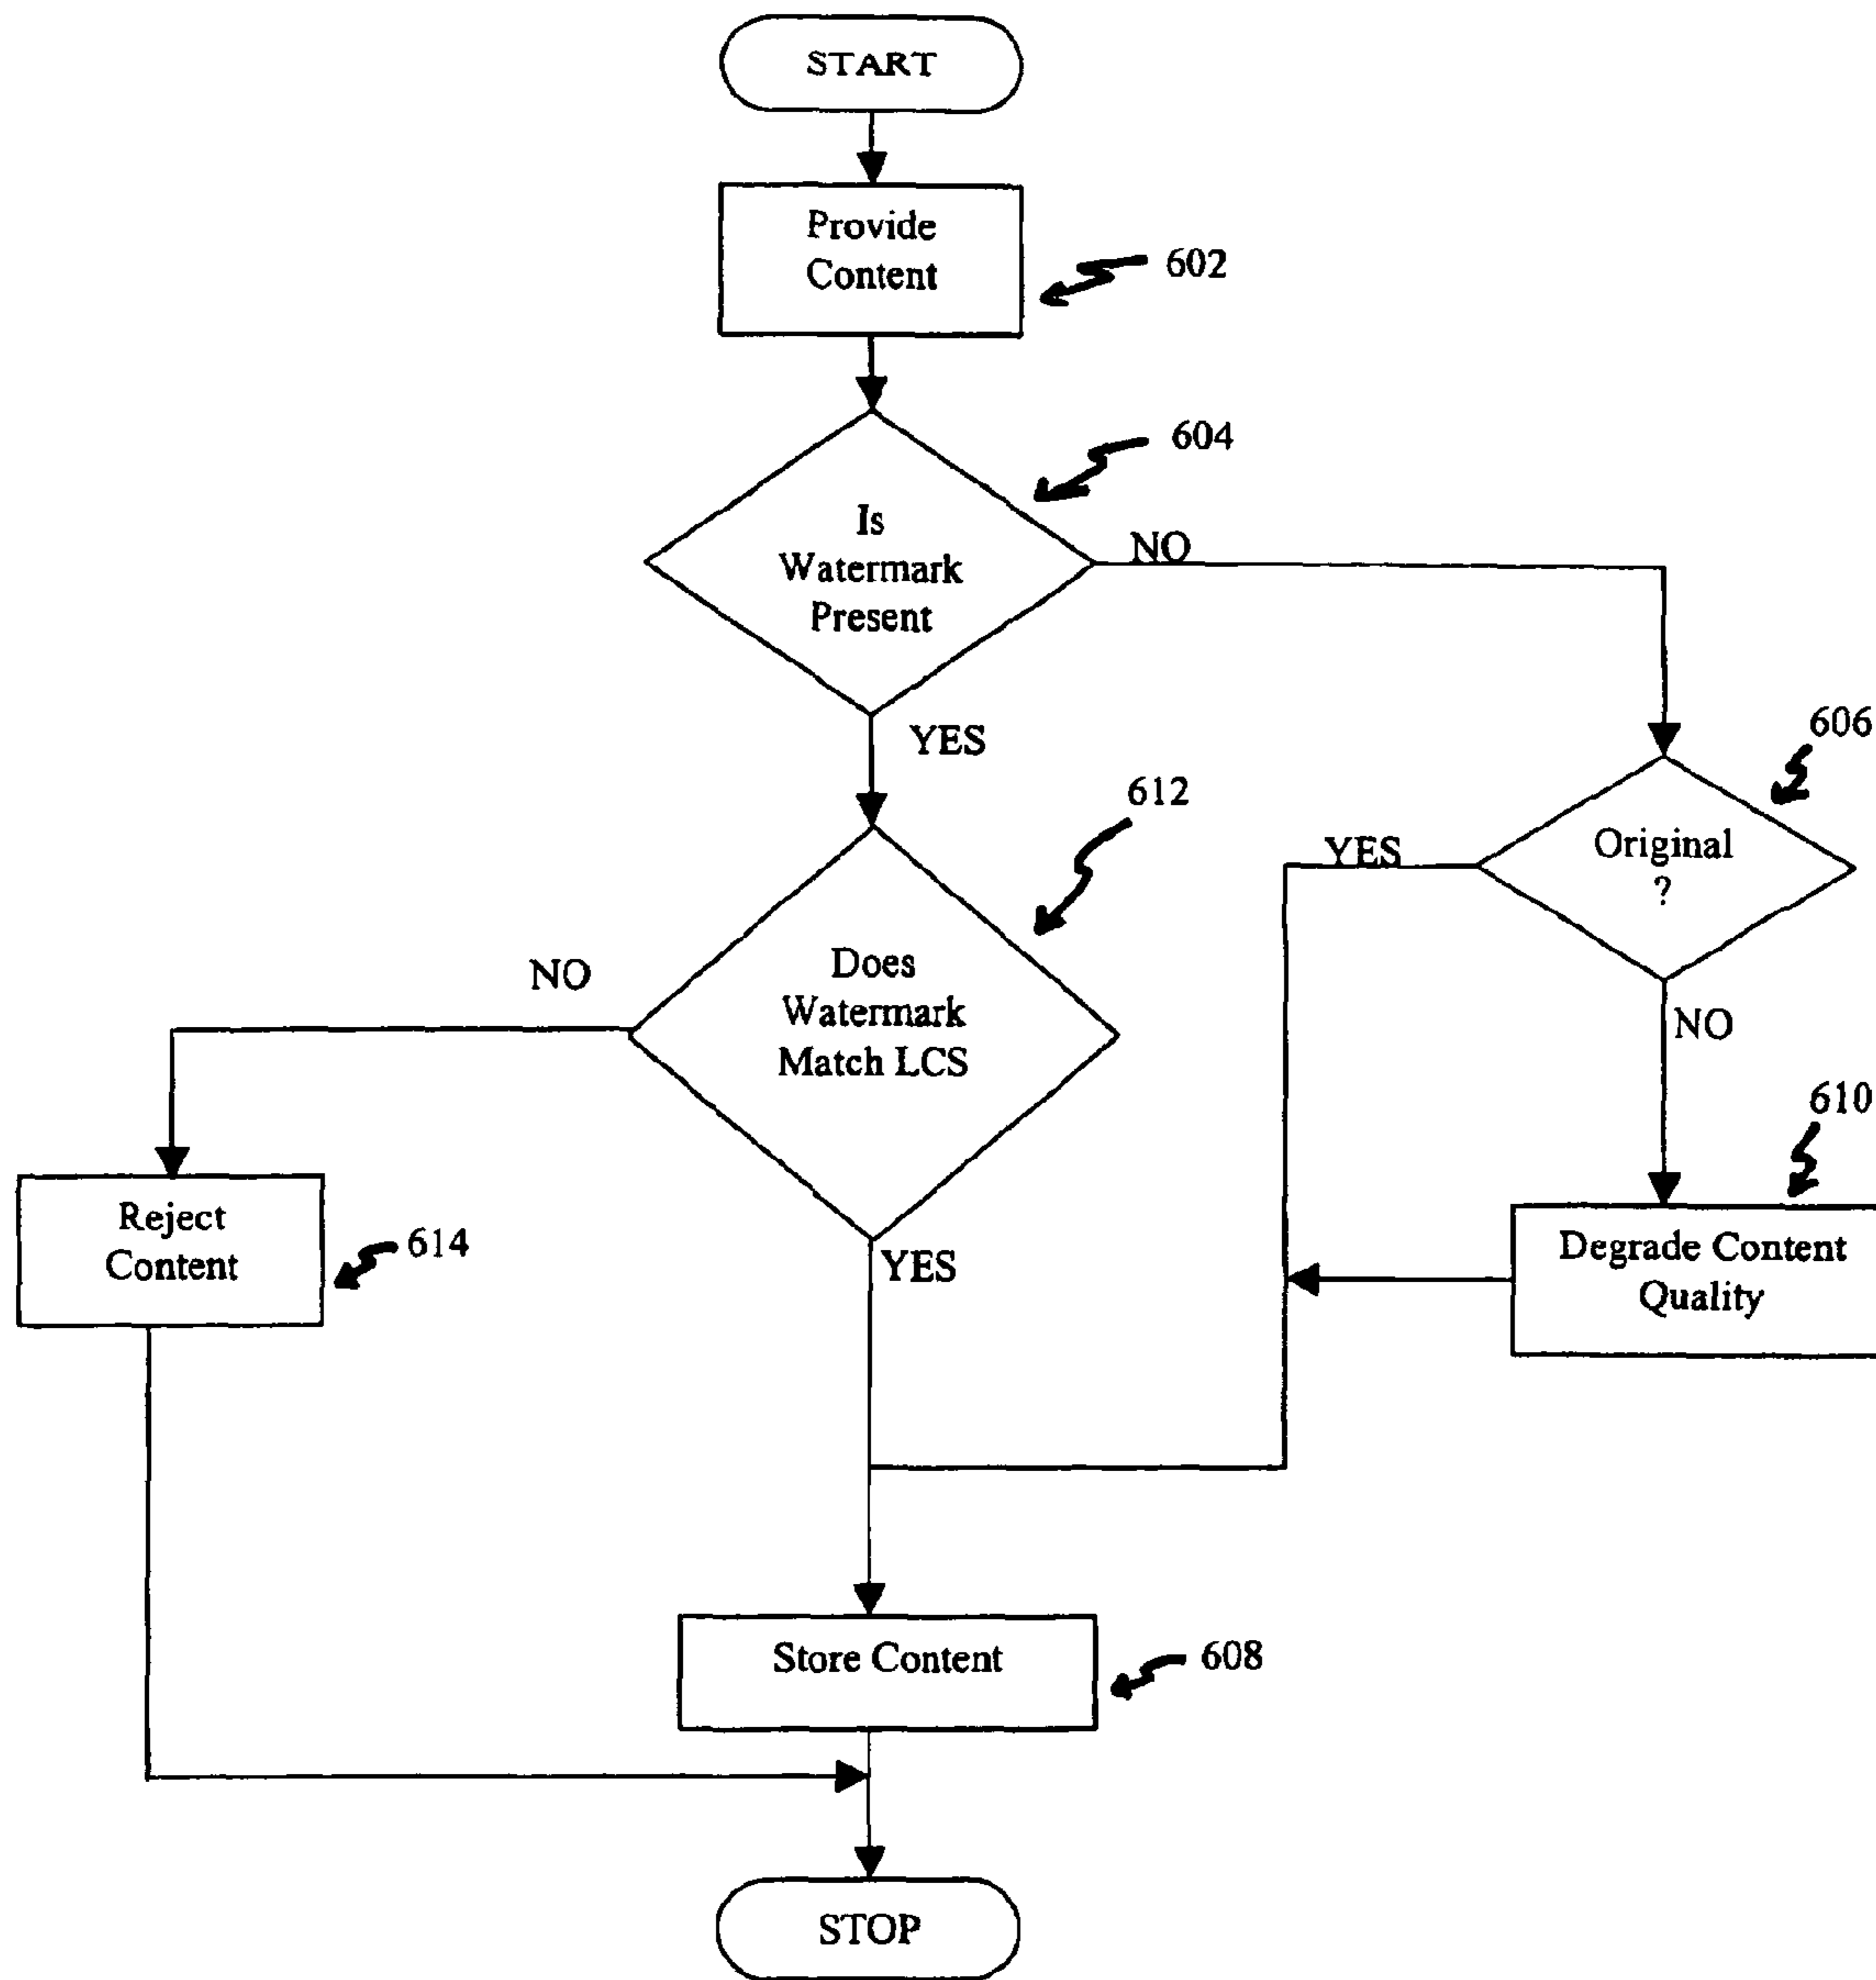 START
Provide
Content
602
604
Is
Watermark
Present
NO
YES
606
612
Original
?
YES
NO
Does
Watermark
Match LCS
NO
610
Reject
Content
614
YES
Degrade Content
Quality
Store Content
608
STOP